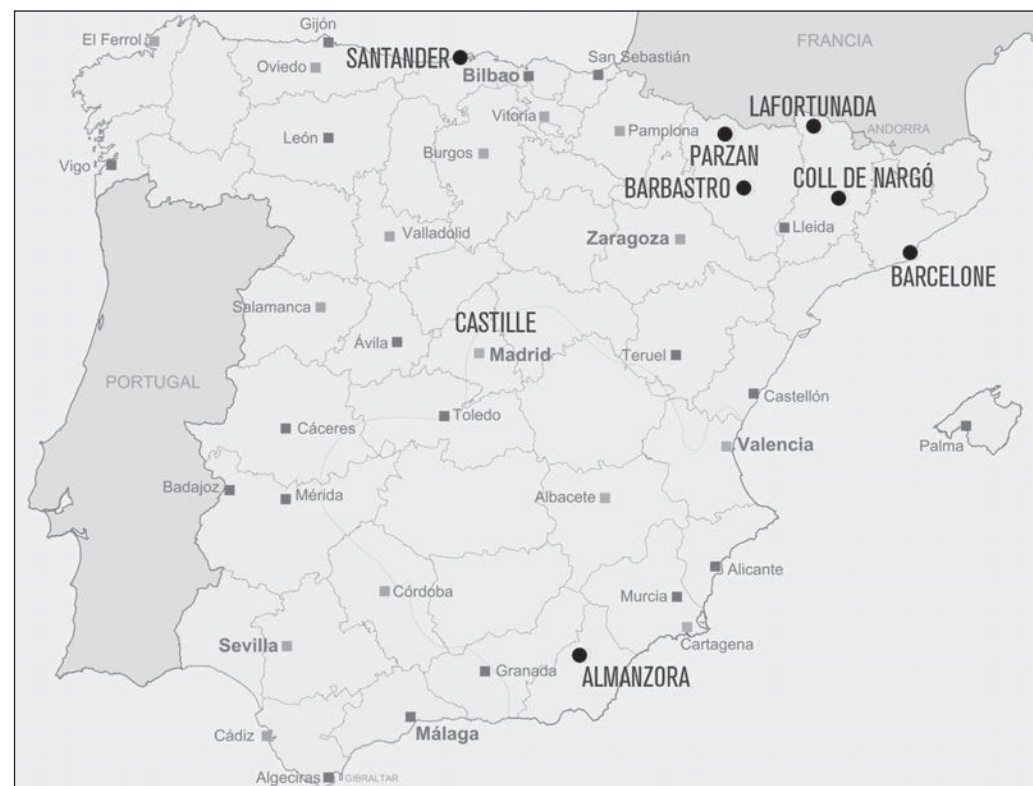 Gijón
El Ferrol
FRANCIA
SANTANDER
San Sebastián
Oviedo
Bilbao
LAFORTUNADA
Vitoria
Pamplona
ANDORRA
León
PARZAN
Burgos
Vigo
BARBASTRO
COLL DE NARGÓ
Valladolid
Zaragoza
Lleida
BARCELONE
Salamanca
CASTILLE
Ávila
Madrid
Teruel
PORTUGAL
Castellón
Toledo
Cáceres
Valencia
Palma
Badajoz
Mérida
Albacete
Alicante
Córdoba
Murcia
Sevilla
Cartagena
Granada
ALMANZORA
Cádiz
Málaga
Algeciras
GIBRALTAR